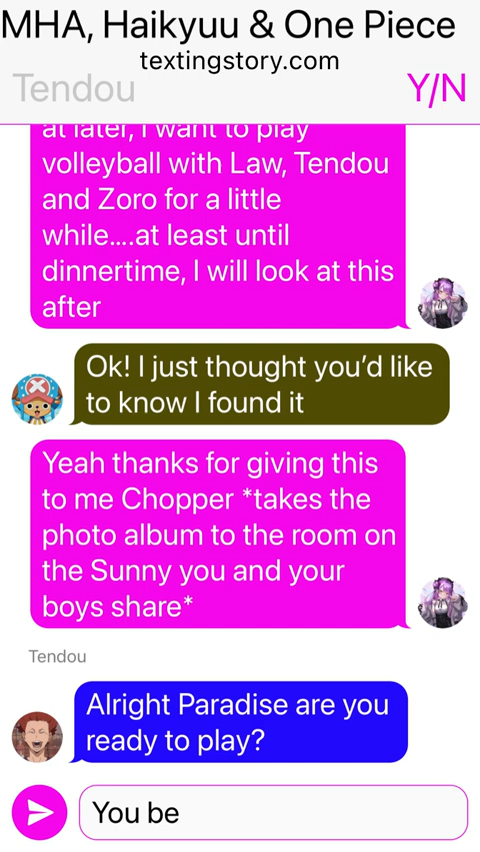 MHA, Haikyuu & One Piece
textingstory.com
Tendou
Y/N
at later, I want to play
volleyball with Law, Tendou
and Zoro for a little
while....at least until
dinnertime, I will look at this
after
Ok! I just thought you'd like
to know I found it
Yeah thanks for giving this
to me Chopper *takes the
photo album to the room on
the Sunny you and your
boys share*
Tendou
Alright Paradise are you
ready to play?
You be